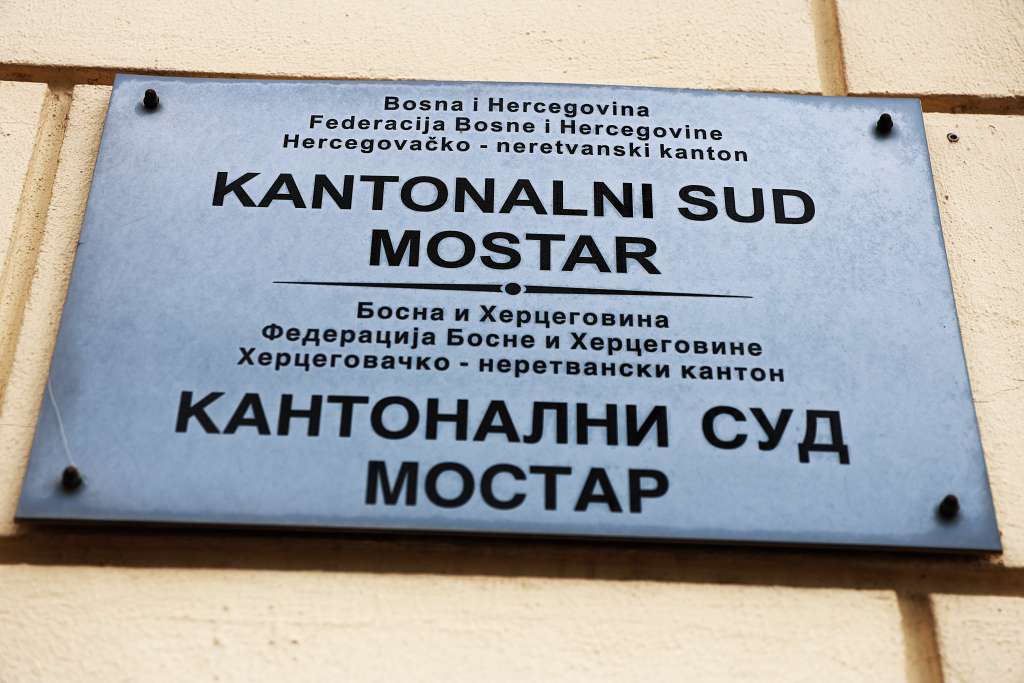 Bosna i Hercegovina
Federacija Bosne i Hercegovine
Hercegovačko - neretvanski kanton
KANTONALNI SUD
MOSTAR
Босна и Херцеговина
Федерација Босне и Херцеговине
Херцеговачко - неретвански кантон
КАНТОНАЛНИ СУД
МОСТАР